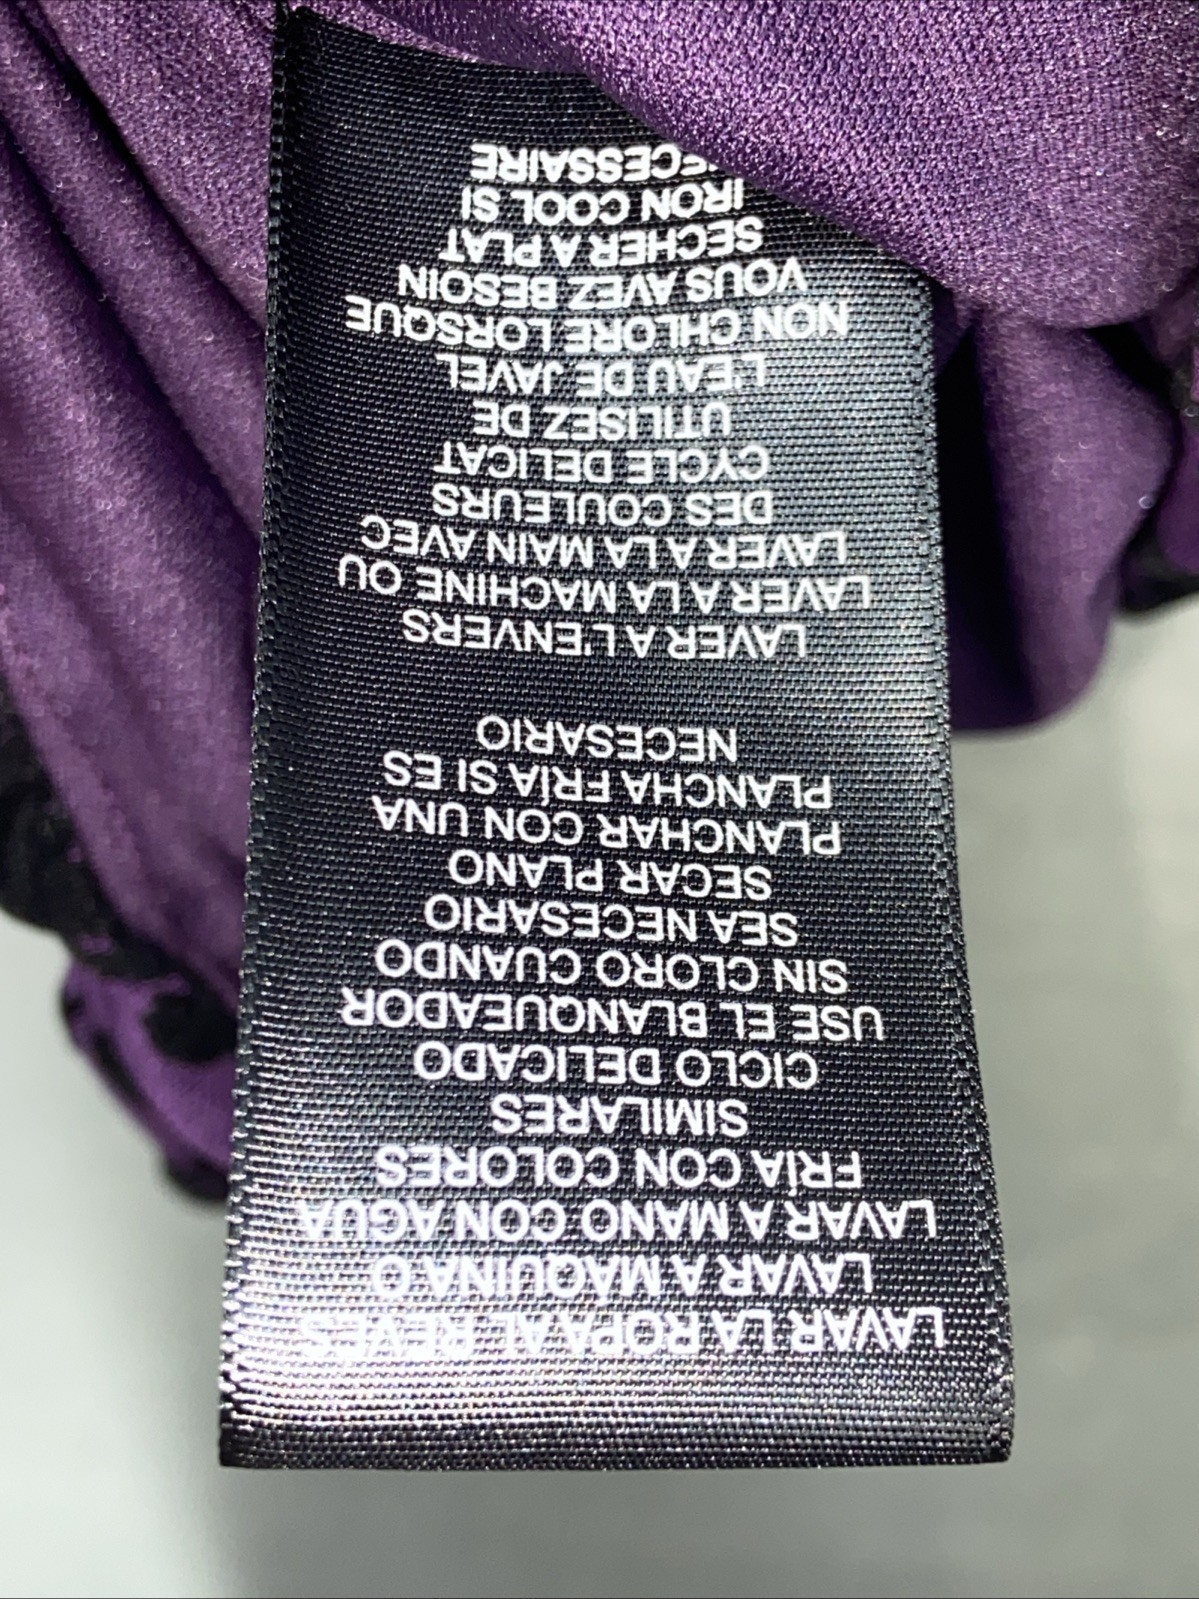 LAVAR LA ROPA AL REVÉS
LAVAR A MÁQUINA O
LAVAR A MANO CON AGUA
FRÍA CON COLORES
SIMILARES
CICLO DELICADO
USE EL BLANQUEADOR
SIN CLORO CUANDO
SEA NECESARIO
SECAR PLANO
PLANCHAR CON UNA
PLANCHA FRÍA SI ES
NECESARIO
LAVER A L'ENVERS
LAVER A LA MACHINE OU
LAVER A LA MAIN AVEC
DES COULEURS
CYCLE DELICAT
UTILISEZ DE
L'EAU DE JAVEL
NON CHLORE LORSQUE
VOUS AVEZ BESOIN
SECHER A PLAT
IRON COOL SI
ECESSAIRE